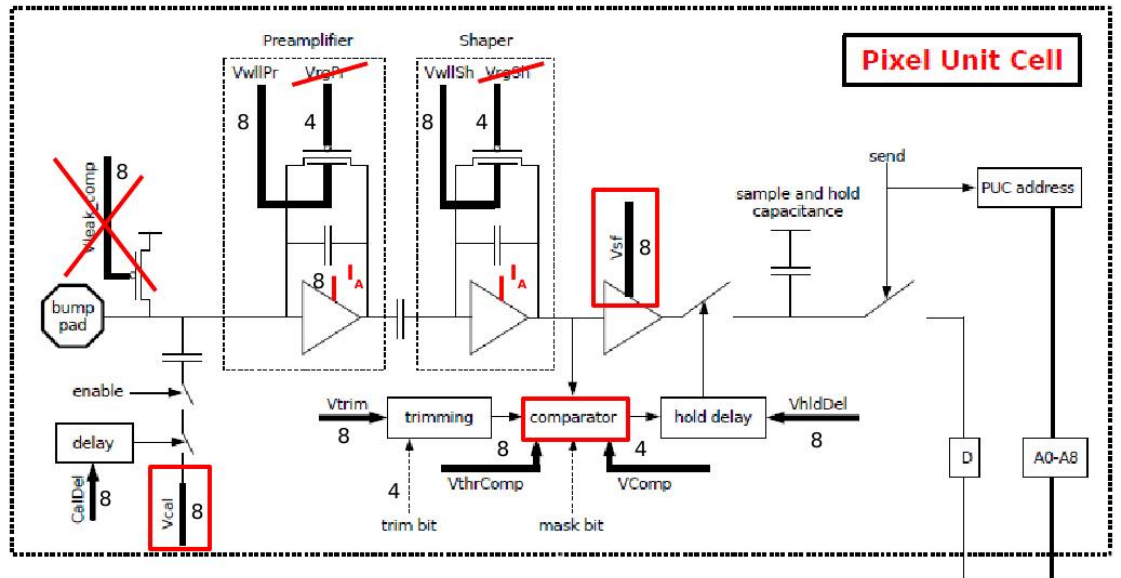 Preamplifier
Shaper
Pixel Unit Cell
VwllPr
VrgPr
VwllSh
VrgSh
8
4
8
4
8
Vleak_comp
send
PUC address
sample and hold
capacitance
Vsf
8
8
I_A
I_A
bump
pad
enable
Vtrim
8
trimming
comparator
hold delay
VhldDel
8
delay
8
4
D
A0-A8
CalDel
8
Vcal
8
VthrComp
VComp
4
trim bit
mask bit